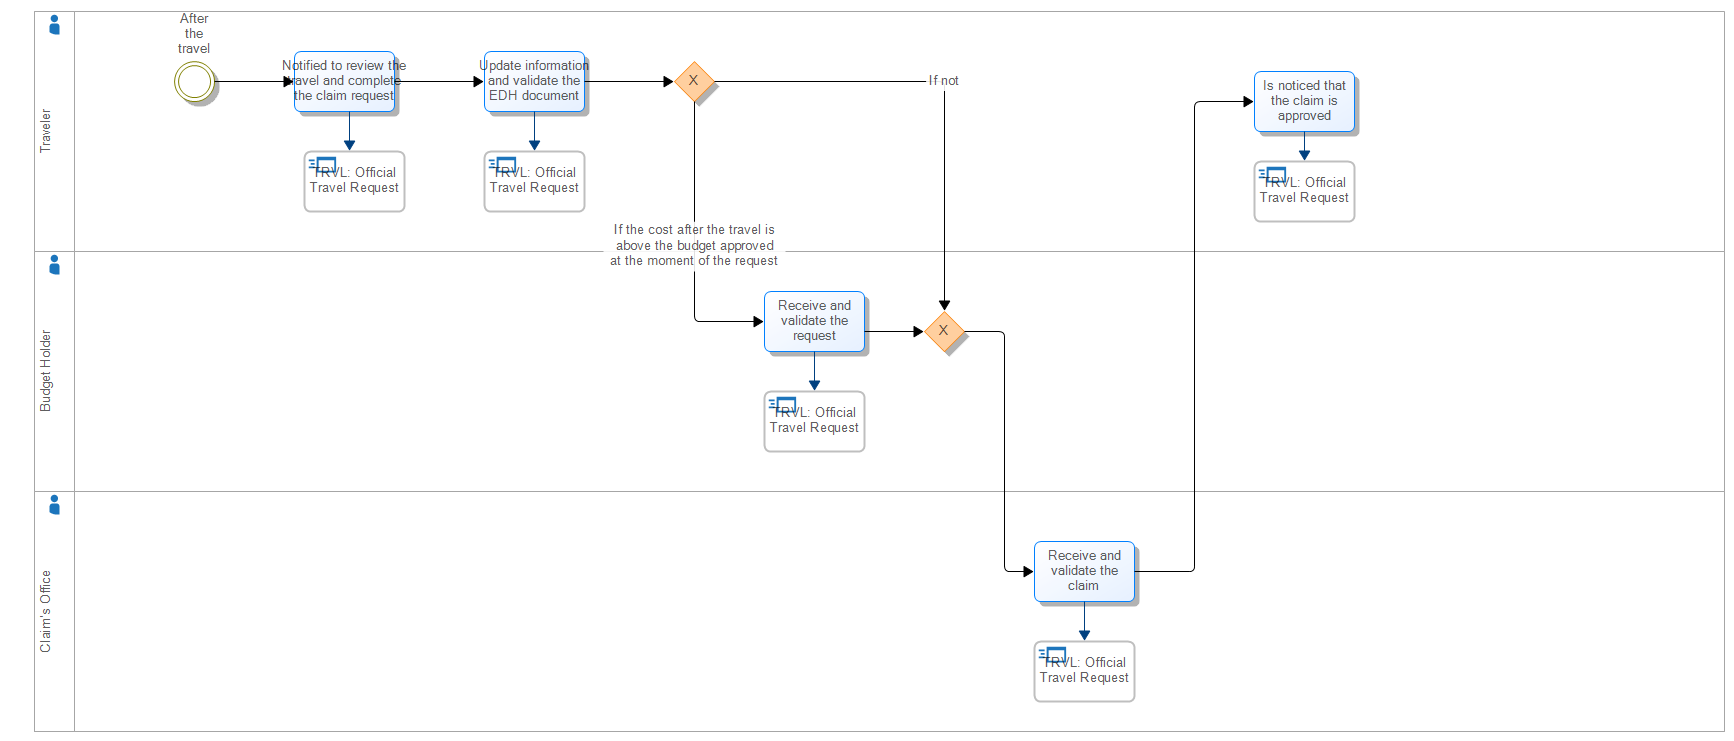 After
the
travel
Traveler
Notified to review the
travel and complete
the claim request
TRVL: Official
Travel Request
Update information
and validate the
EDH document
TRVL: Official
Travel Request
X
If not
Is noticed that
the claim is
approved
TRVL: Official
Travel Request
If the cost after the travel is
above the budget approved
at the moment of the request
Budget Holder
Receive and
validate the
request
TRVL: Official
Travel Request
X
Claim's Office
Receive and
validate the
claim
TRVL: Official
Travel Request